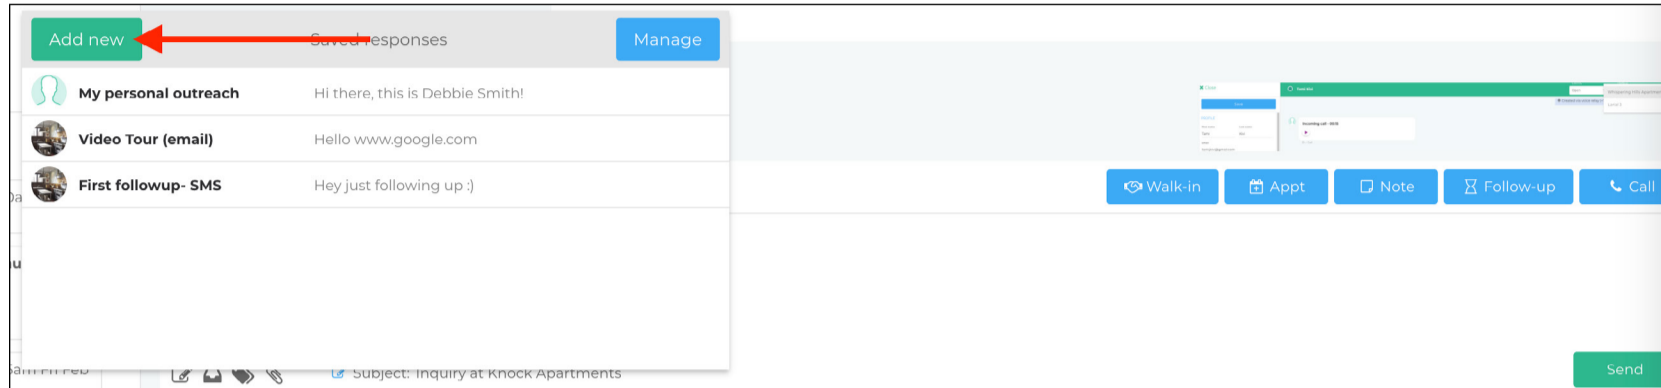 Add new
Saved responses
Manage
My personal outreach
Hi there, this is Debbie Smith!
Video Tour (email)
Hello www.google.com
First followup- SMS
Hey just following up :)
Walk-in
Appt
Note
Follow-up
Call
Subject: Inquiry at Knock Apartments
Send